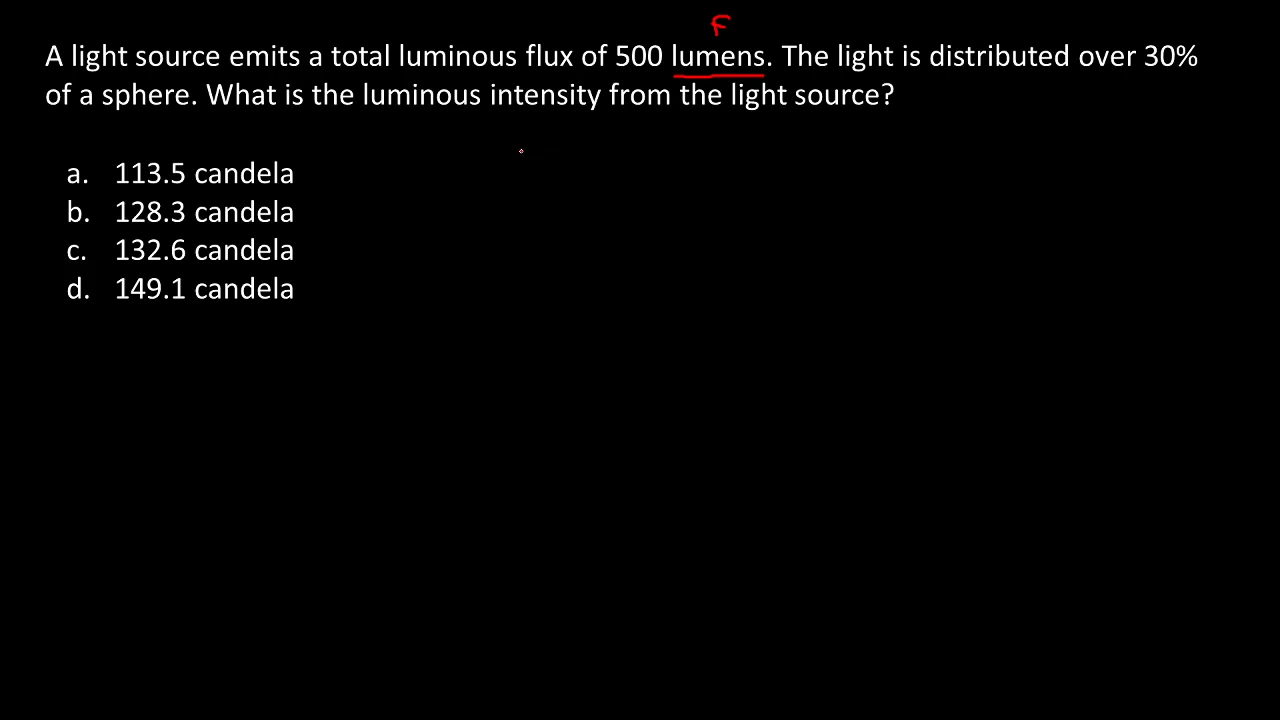 F
A light source emits a total luminous flux of 500 lumens. The light is distributed over 30%
of a sphere. What is the luminous intensity from the light source?
a. 113.5 candela
b. 128.3 candela
c. 132.6 candela
d. 149.1 candela